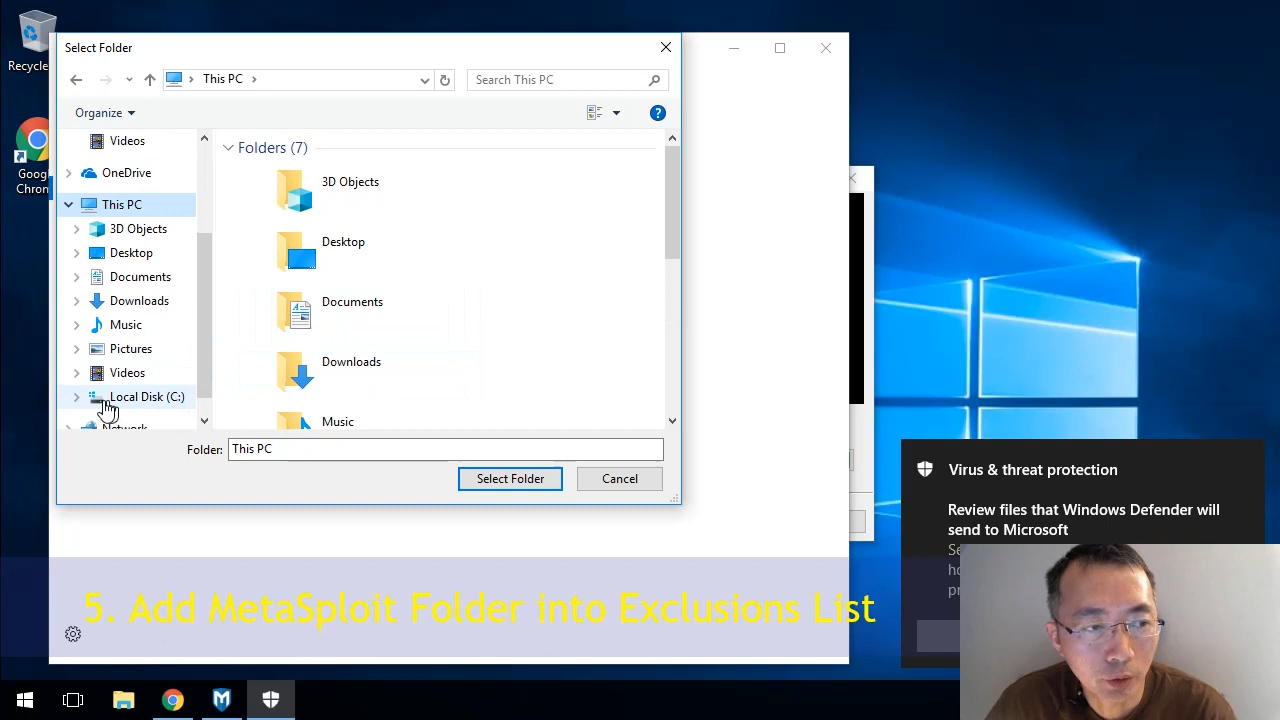 Recycle
Google
Chrome
Select Folder
This PC
Search This PC
Organize
Videos
OneDrive
This PC
3D Objects
Desktop
Documents
Downloads
Music
Pictures
Videos
Local Disk (C:)
Network
Folders (7)
3D Objects
Desktop
Documents
Downloads
Music
Folder:
This PC
Select Folder
Cancel
Virus & threat protection
Review files that Windows Defender will
send to Microsoft
5. Add MetaSploit Folder into Exclusions List